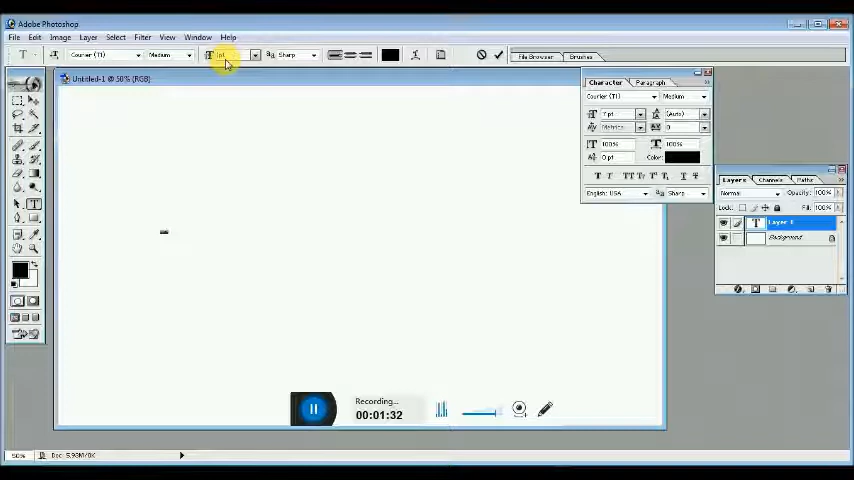 Adobe Photoshop
File Edit Image Layer Select Filter View Window Help
T Courier (T1) Medium pt Sharp File Browser Brushes
Untitled-1 @ 50% (RGB)
Character Paragraph
Courier (T1) Medium
7 pt (Auto)
Metrics 0
100% 100%
0 pt Color:
English: USA Sharp
Layers Channels Paths
Normal Opacity: 100%
Lock: Fill: 100%
T Layer 1
Background
Recording...
00:01:32
50% Doc: 5.93M/0K